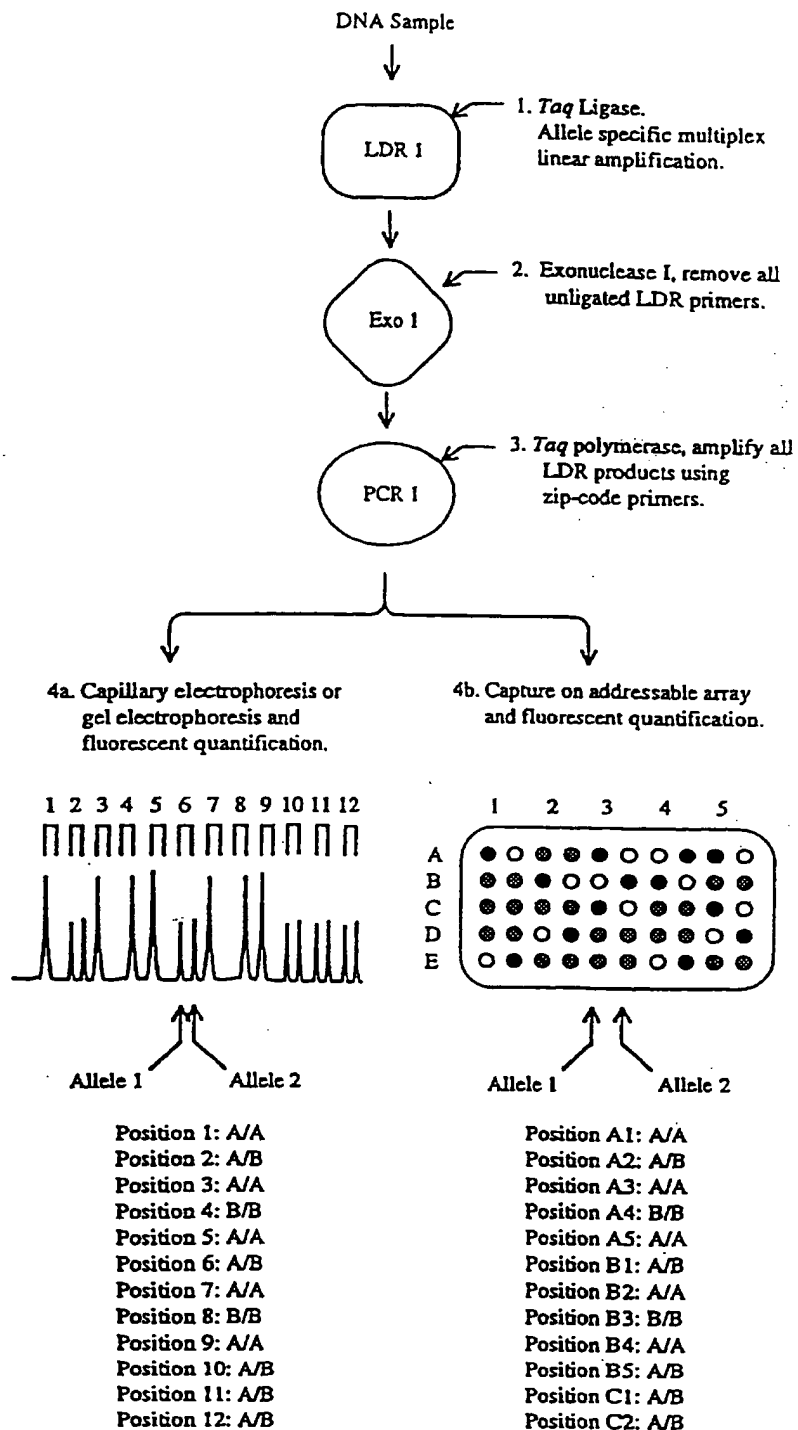 DNA Sample
LDR 1
1. Taq Ligase.
Allele specific multiplex
linear amplification.
Exo 1
2. Exonuclease I, remove all
unligated LDR primers.
PCR 1
3. Taq polymerase, amplify all
LDR products using
zip-code primers.
4a. Capillary electrophoresis or
gel electrophoresis and
fluorescent quantification.
1 2 3 4 5 6 7 8 9 10 11 12
Allele 1 Allele 2
Position 1: A/A
Position 2: A/B
Position 3: A/A
Position 4: B/B
Position 5: A/A
Position 6: A/B
Position 7: A/A
Position 8: B/B
Position 9: A/A
Position 10: A/B
Position 11: A/B
Position 12: A/B
4b. Capture on addressable array
and fluorescent quantification.
1 2 3 4 5
A
B
C
D
E
Allele 1 Allele 2
Position A1: A/A
Position A2: A/B
Position A3: A/A
Position A4: B/B
Position A5: A/A
Position B1: A/B
Position B2: A/A
Position B3: B/B
Position B4: A/A
Position B5: A/B
Position C1: A/B
Position C2: A/B